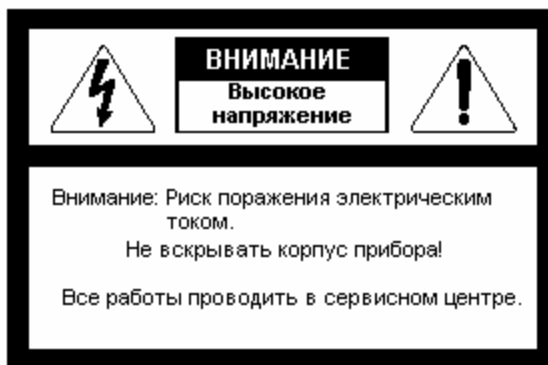 ВНИМАНИЕ
Высокое
напряжение
Внимание: Риск поражения электрическим
током.
Не вскрывать корпус прибора!
Все работы проводить в сервисном центре.